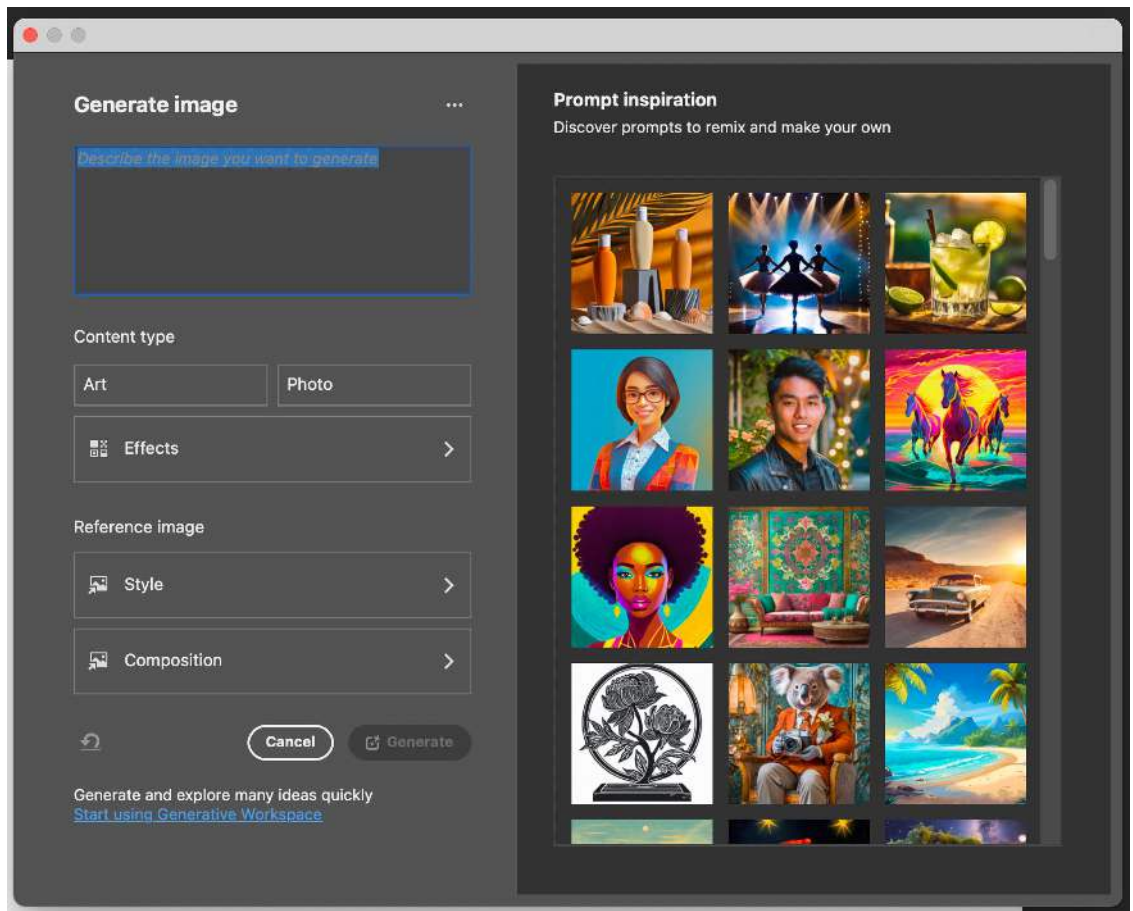 Generate image
Describe the image you want to generate
Content type
Art
Photo
Effects
Reference image
Style
Composition
Cancel
Generate
Generate and explore many ideas quickly
Start using Generative Workspace
Prompt inspiration
Discover prompts to remix and make your own